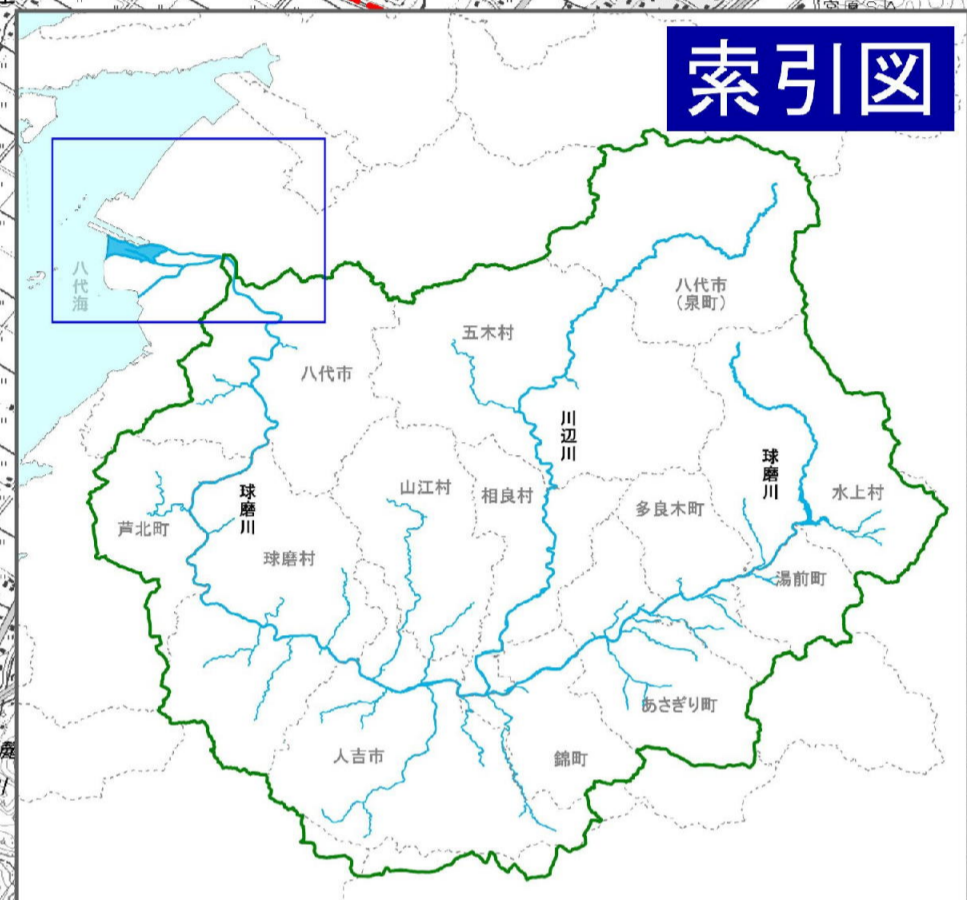 索引図
八代海
八代市
(泉町)
五木村
八代市
川辺川
球磨川
水上村
山江村
相良村
多良木町
球磨川
芦北町
球磨村
湯前町
あさぎり町
人吉市
錦町